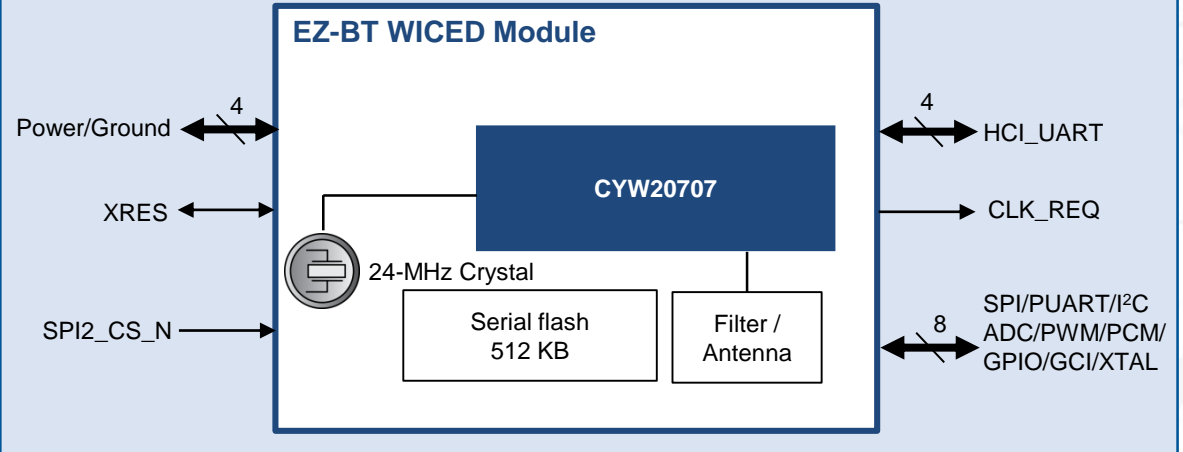 EZ-BT WICED Module
4
Power/Ground
4
HCI_UART
CYW20707
XRES
CLK_REQ
24-MHz Crystal
SPI2_CS_N
Serial flash
512 KB
Filter /
Antenna
8
SPI/PUART/I²C
ADC/PWM/PCM/
GPIO/GCI/XTAL